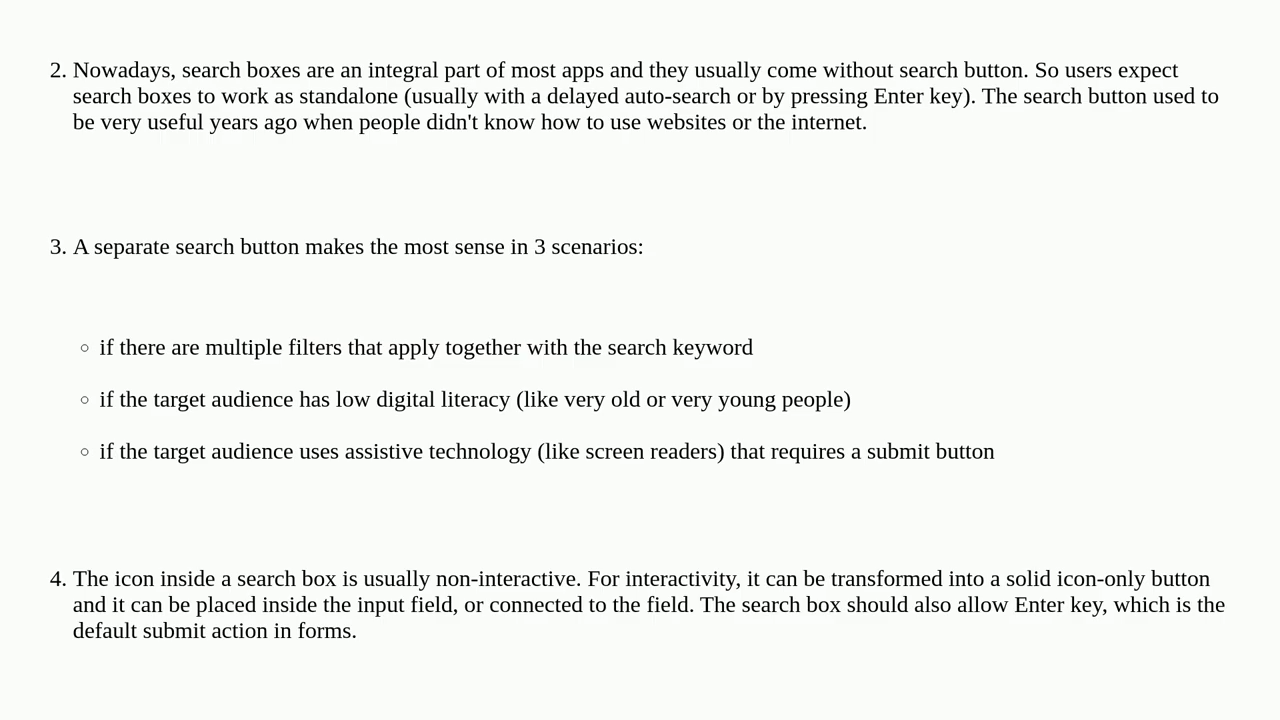 2. Nowadays, search boxes are an integral part of most apps and they usually come without search button. So users expect
search boxes to work as standalone (usually with a delayed auto-search or by pressing Enter key). The search button used to
be very useful years ago when people didn't know how to use websites or the internet.
3. A separate search button makes the most sense in 3 scenarios:
○ if there are multiple filters that apply together with the search keyword
○ if the target audience has low digital literacy (like very old or very young people)
○ if the target audience uses assistive technology (like screen readers) that requires a submit button
4. The icon inside a search box is usually non-interactive. For interactivity, it can be transformed into a solid icon-only button
and it can be placed inside the input field, or connected to the field. The search box should also allow Enter key, which is the
default submit action in forms.